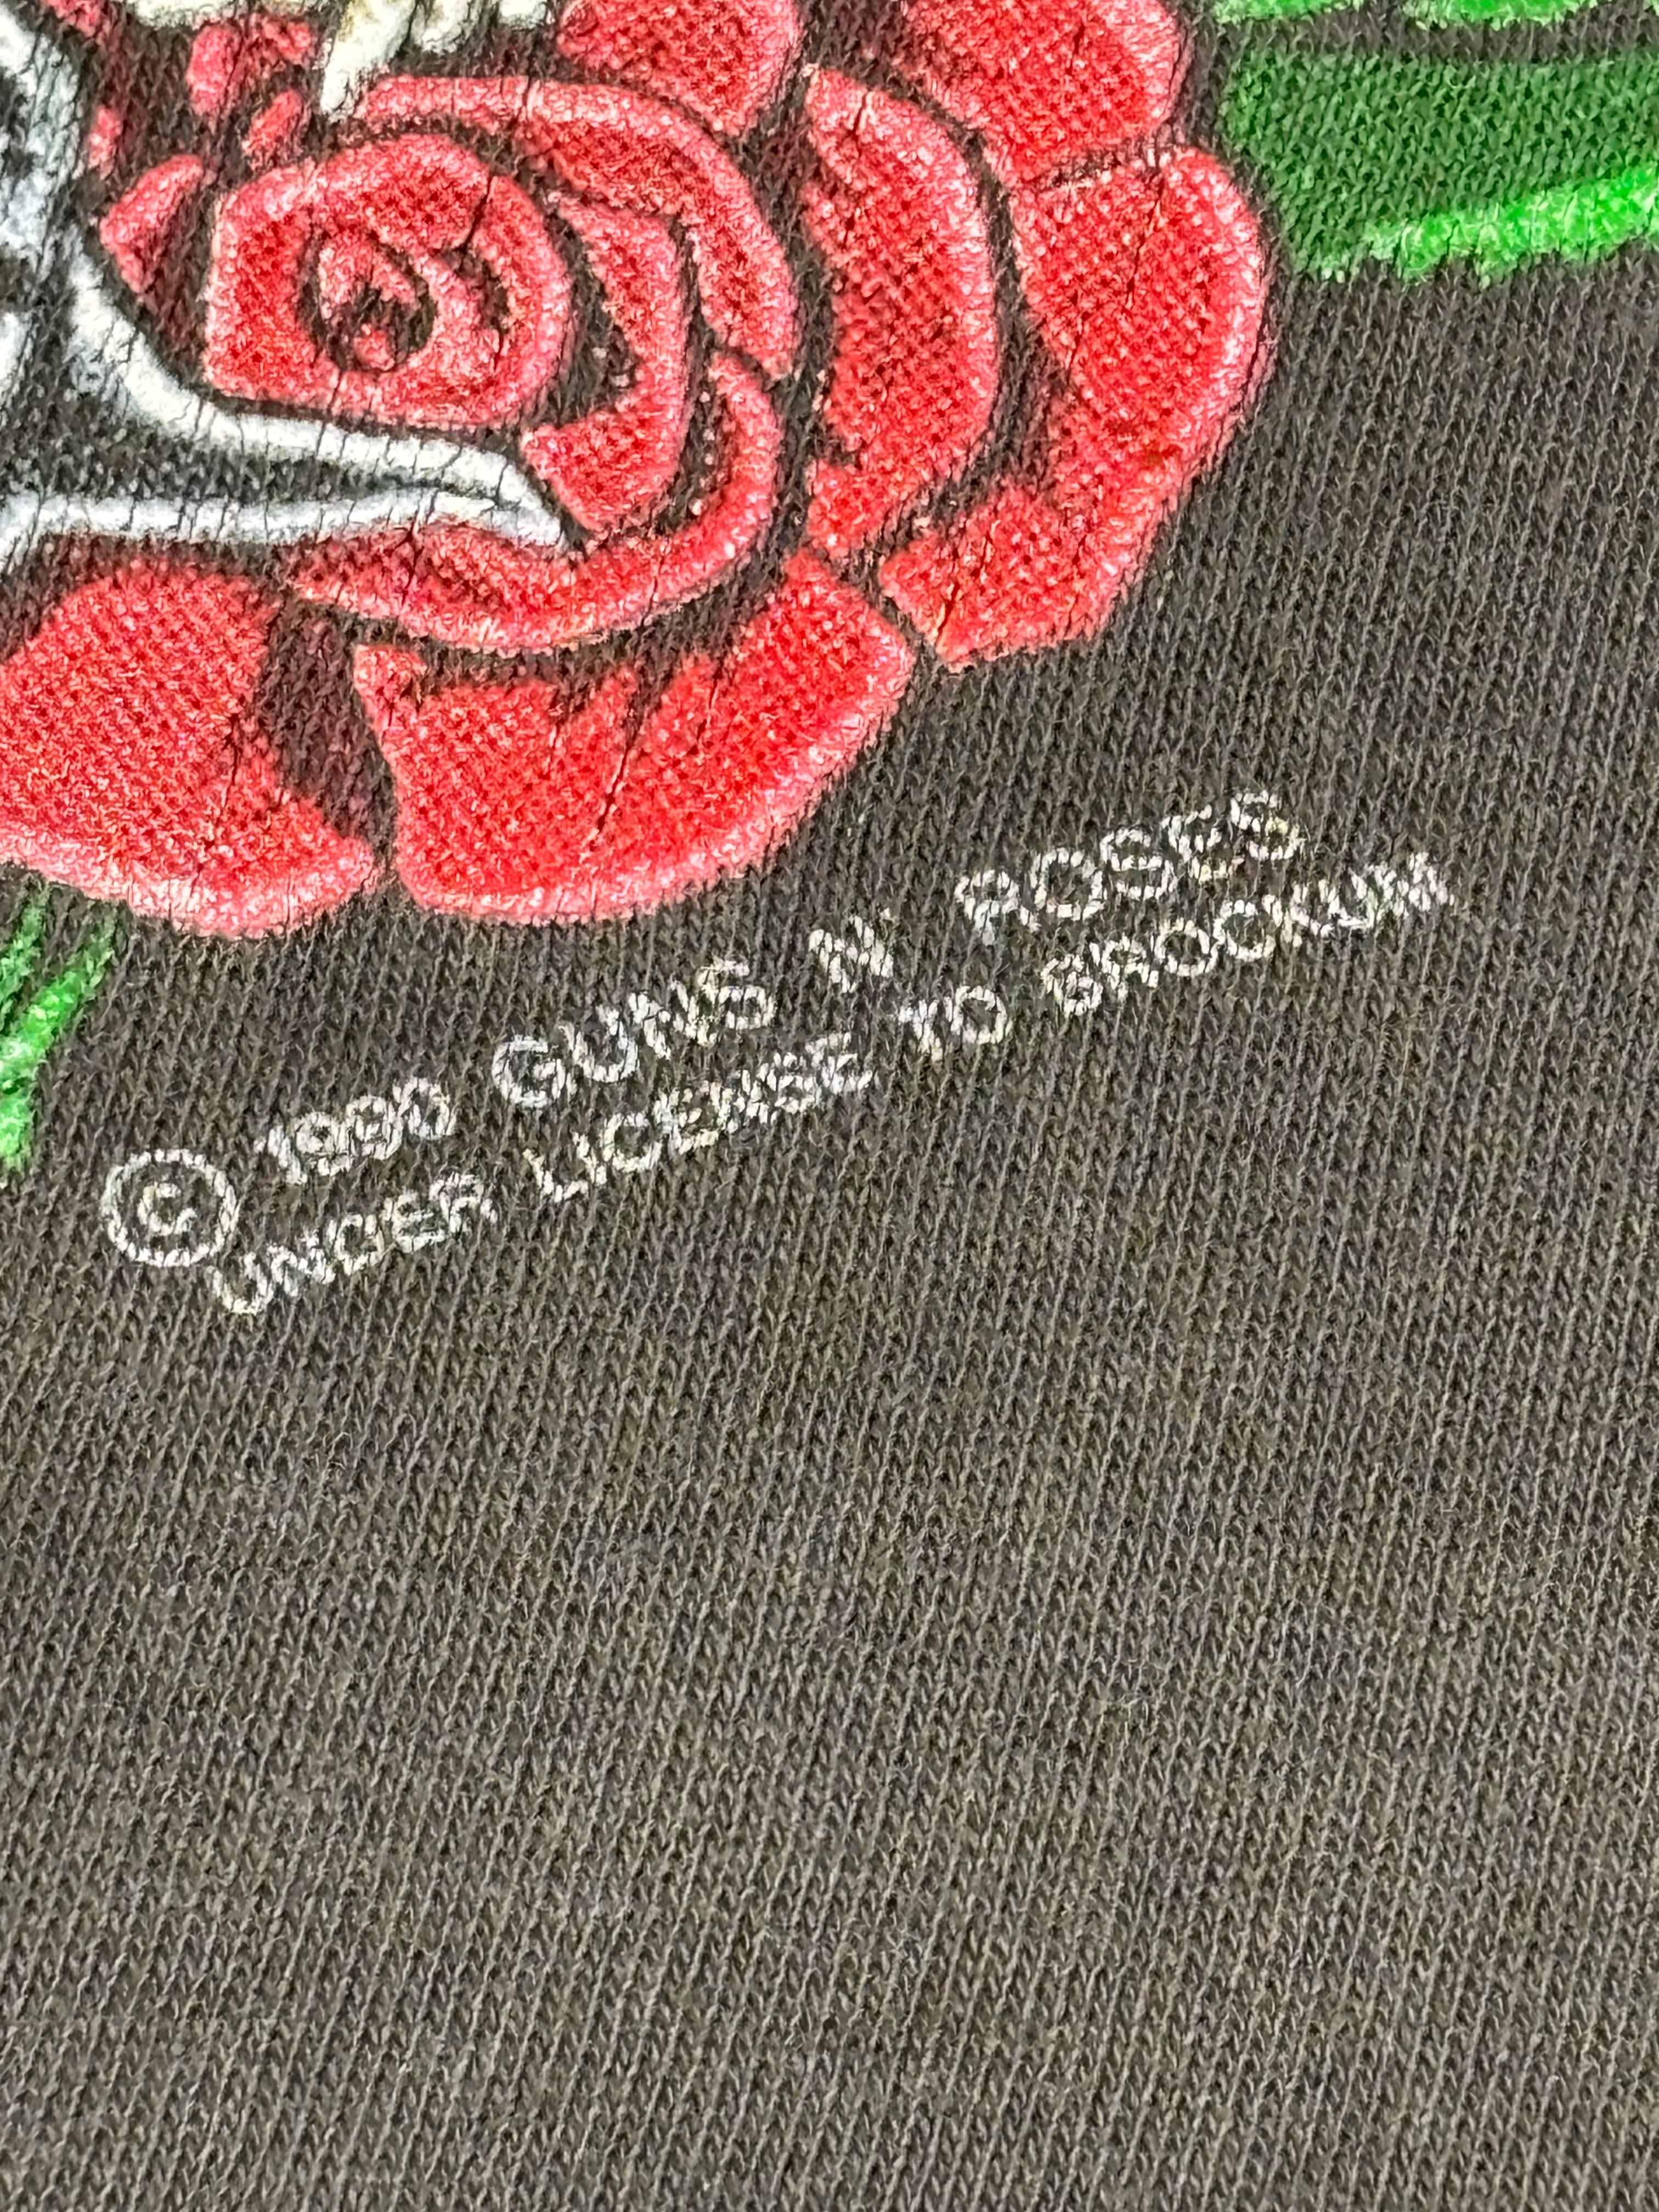 © 1990 GUNS N' ROSES
UNDER LICENSE TO BROCKUM